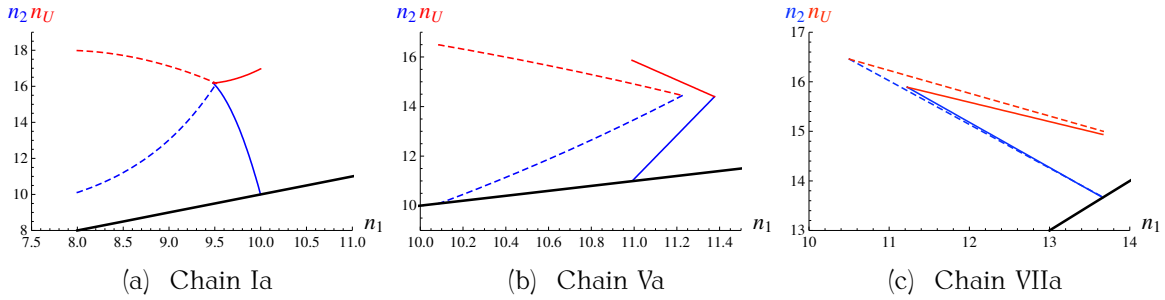 n₂ n_U
18
16
14
12
10
8
7.5 8.0 8.5 9.0 9.5 10.0 10.5 11.0
n₁
(a) Chain Ia
n₂ n_U
16
14
12
10
10.0 10.2 10.4 10.6 10.8 11.0 11.2 11.4
n₁
(b) Chain Va
n₂ n_U
17
16
15
14
13
10 11 12 13 14
n₁
(c) Chain VIIa